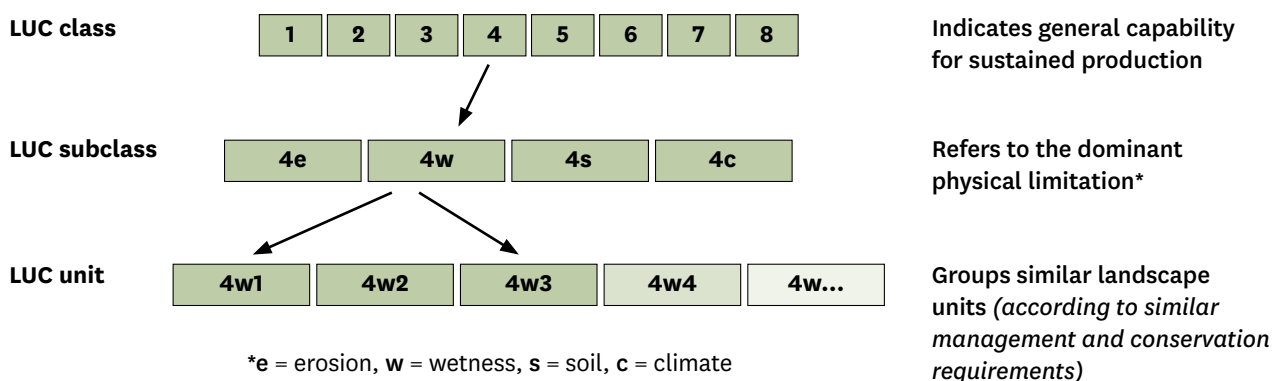 LUC class
1 2 3 4 5 6 7 8
Indicates general capability
for sustained production
LUC subclass
4e 4w 4s 4c
Refers to the dominant
physical limitation*
LUC unit
4w1 4w2 4w3 4w4 4w...
Groups similar landscape
units (according to similar
management and conservation
requirements)
*e = erosion, w = wetness, s = soil, c = climate